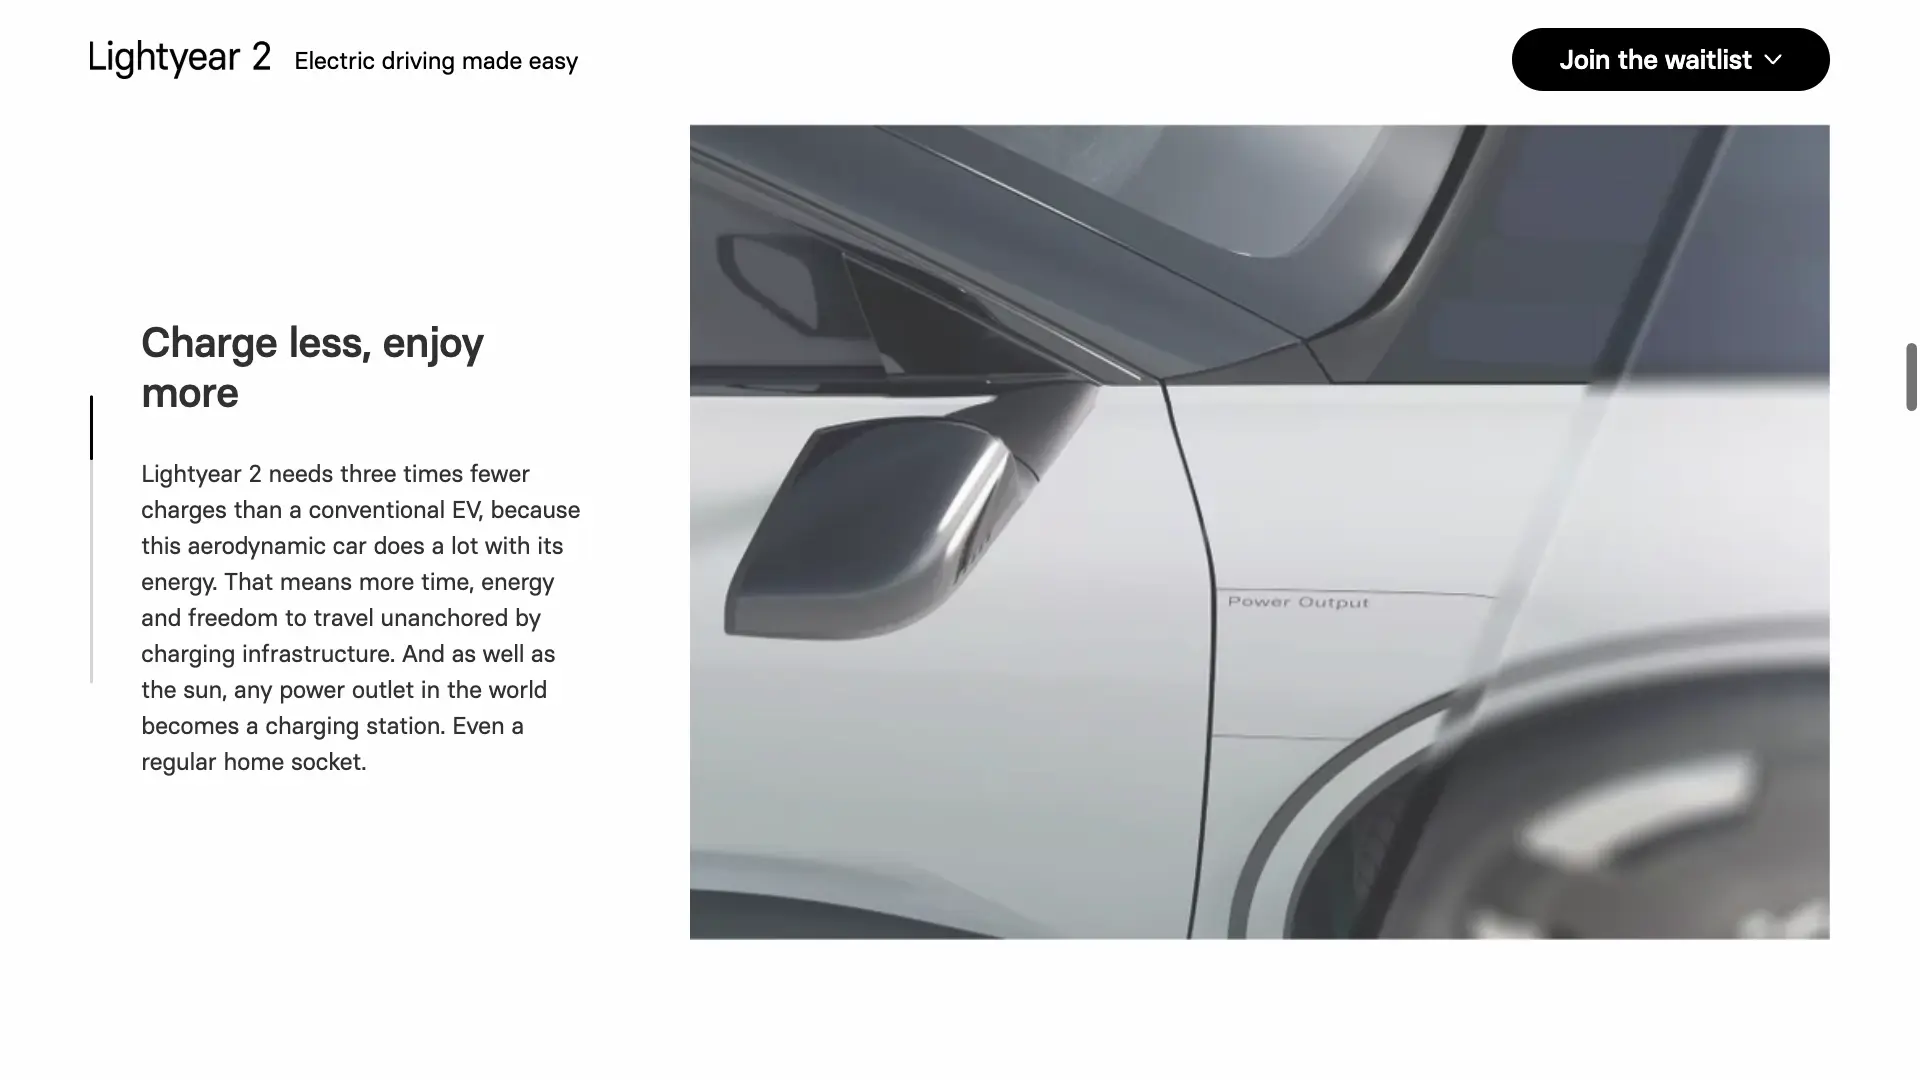 Lightyear 2 Electric driving made easy
Join the waitlist
Charge less, enjoy
more
Lightyear 2 needs three times fewer
charges than a conventional EV, because
this aerodynamic car does a lot with its
energy. That means more time, energy
and freedom to travel unanchored by
charging infrastructure. And as well as
the sun, any power outlet in the world
becomes a charging station. Even a
regular home socket.
Power Output